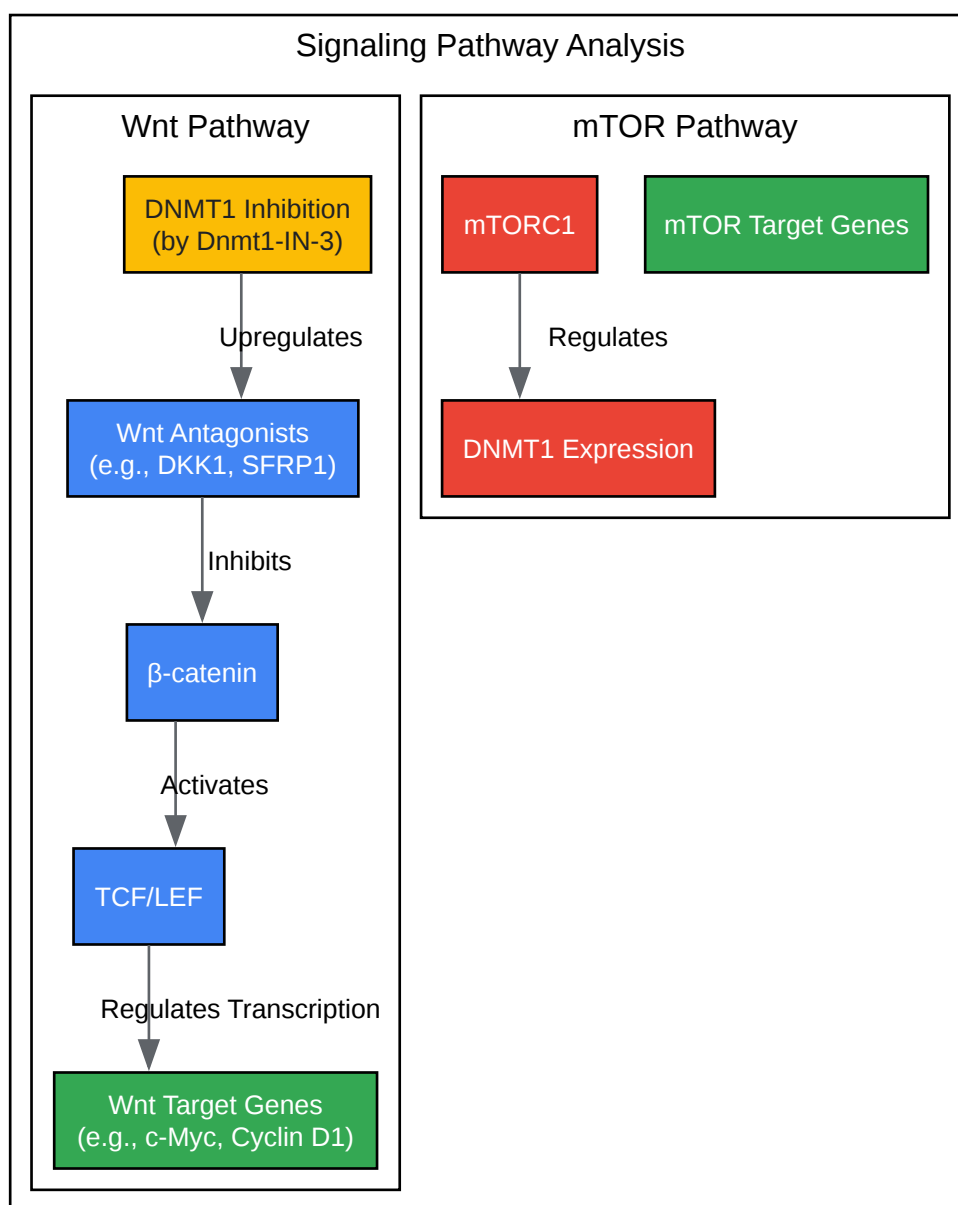 Signaling Pathway Analysis
Wnt Pathway
DNMT1 Inhibition
(by Dnmt1-IN-3)
Upregulates
Wnt Antagonists
(e.g., DKK1, SFRP1)
Inhibits
β-catenin
Activates
TCF/LEF
Regulates Transcription
Wnt Target Genes
(e.g., c-Myc, Cyclin D1)
mTOR Pathway
mTORC1
mTOR Target Genes
Regulates
DNMT1 Expression